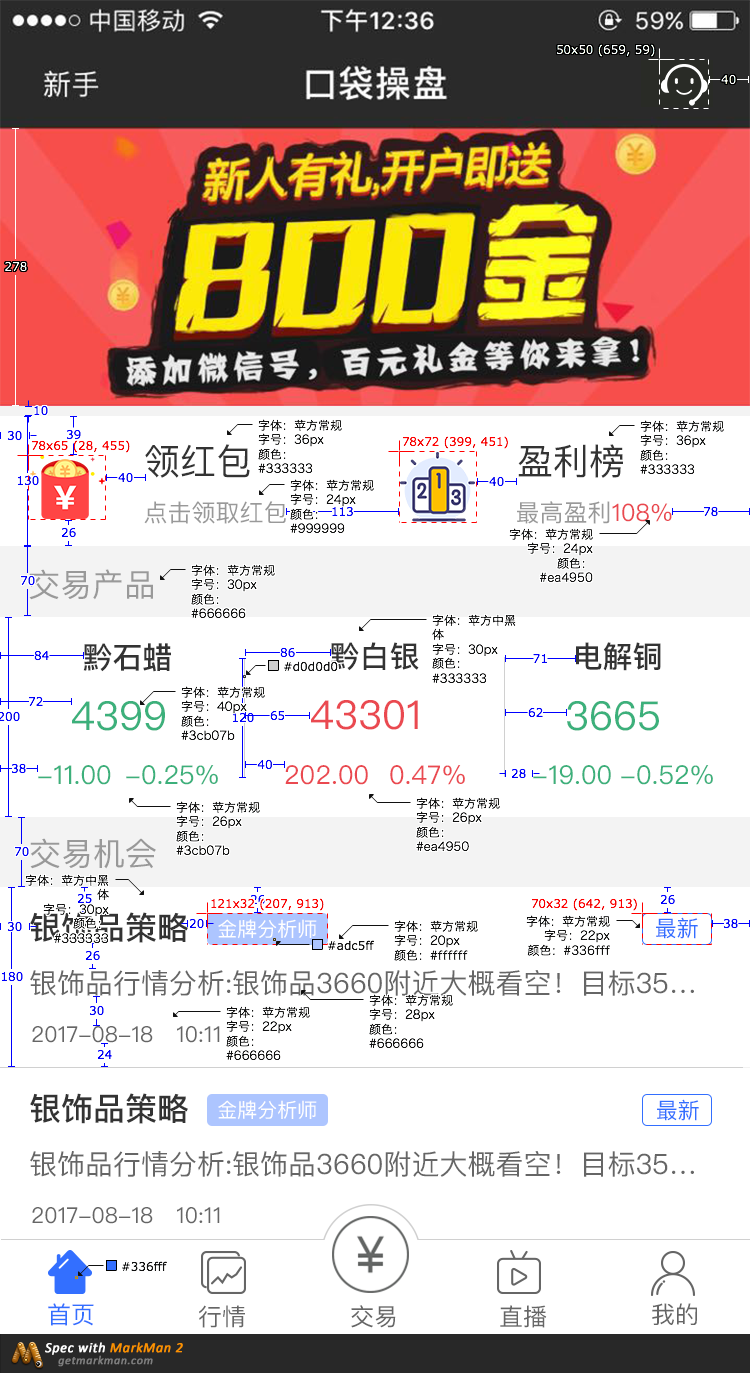 中国移动 下午12:36 59%
50x50 (659, 59)
新手 口袋操盘 40
新人有礼,开户即送
800金
278
添加微信号，百元礼金等你来拿！
10
30 39
78x65 (28, 455)
130
40
26
领红包
点击领取红包
字体：苹方常规
字号：36px
颜色：
#333333
字体：苹方常规
字号：24px
颜色：
#999999
113
78x72 (399, 451)
40
盈利榜
最高盈利108%
78
字体：苹方常规
字号：36px
颜色：
#333333
字体：苹方常规
字号：24px
颜色：
#ea4950
70
交易产品
字体：苹方常规
字号：30px
颜色：
#666666
84 黔石蜡 86 黔白银 71 电解铜
#d0d0d0
字体：苹方中黑
体
字号：30px
颜色：
#333333
200
72 4399 120 65 43301 62 3665
字体：苹方常规
字号：40px
颜色：
#3cb07b
38 -11.00 -0.25% 40 202.00 0.47% 28 -19.00 -0.52%
字体：苹方常规
字号：26px
颜色：
#3cb07b
字体：苹方常规
字号：26px
颜色：
#ea4950
70
交易机会
字体：苹方中黑
体
字号：30px
颜色：
#333333
25 26 26
121x32 (207, 913) 70x32 (642, 913)
30 银饰品策略 20 金牌分析师 最新 38
#adc5ff
字体：苹方常规
字号：20px
颜色：#ffffff
字体：苹方常规
字号：22px
颜色：#336fff
26
180
银饰品行情分析:银饰品3660附近大概看空！目标35...
30
字体：苹方常规
字号：22px
颜色：
#666666
字体：苹方常规
字号：28px
颜色：
#666666
2017-08-18 10:11
24
银饰品策略 金牌分析师 最新
银饰品行情分析:银饰品3660附近大概看空！目标35...
2017-08-18 10:11
#336fff
首页 行情 交易 直播 我的
Spec with MarkMan 2
getmarkman.com